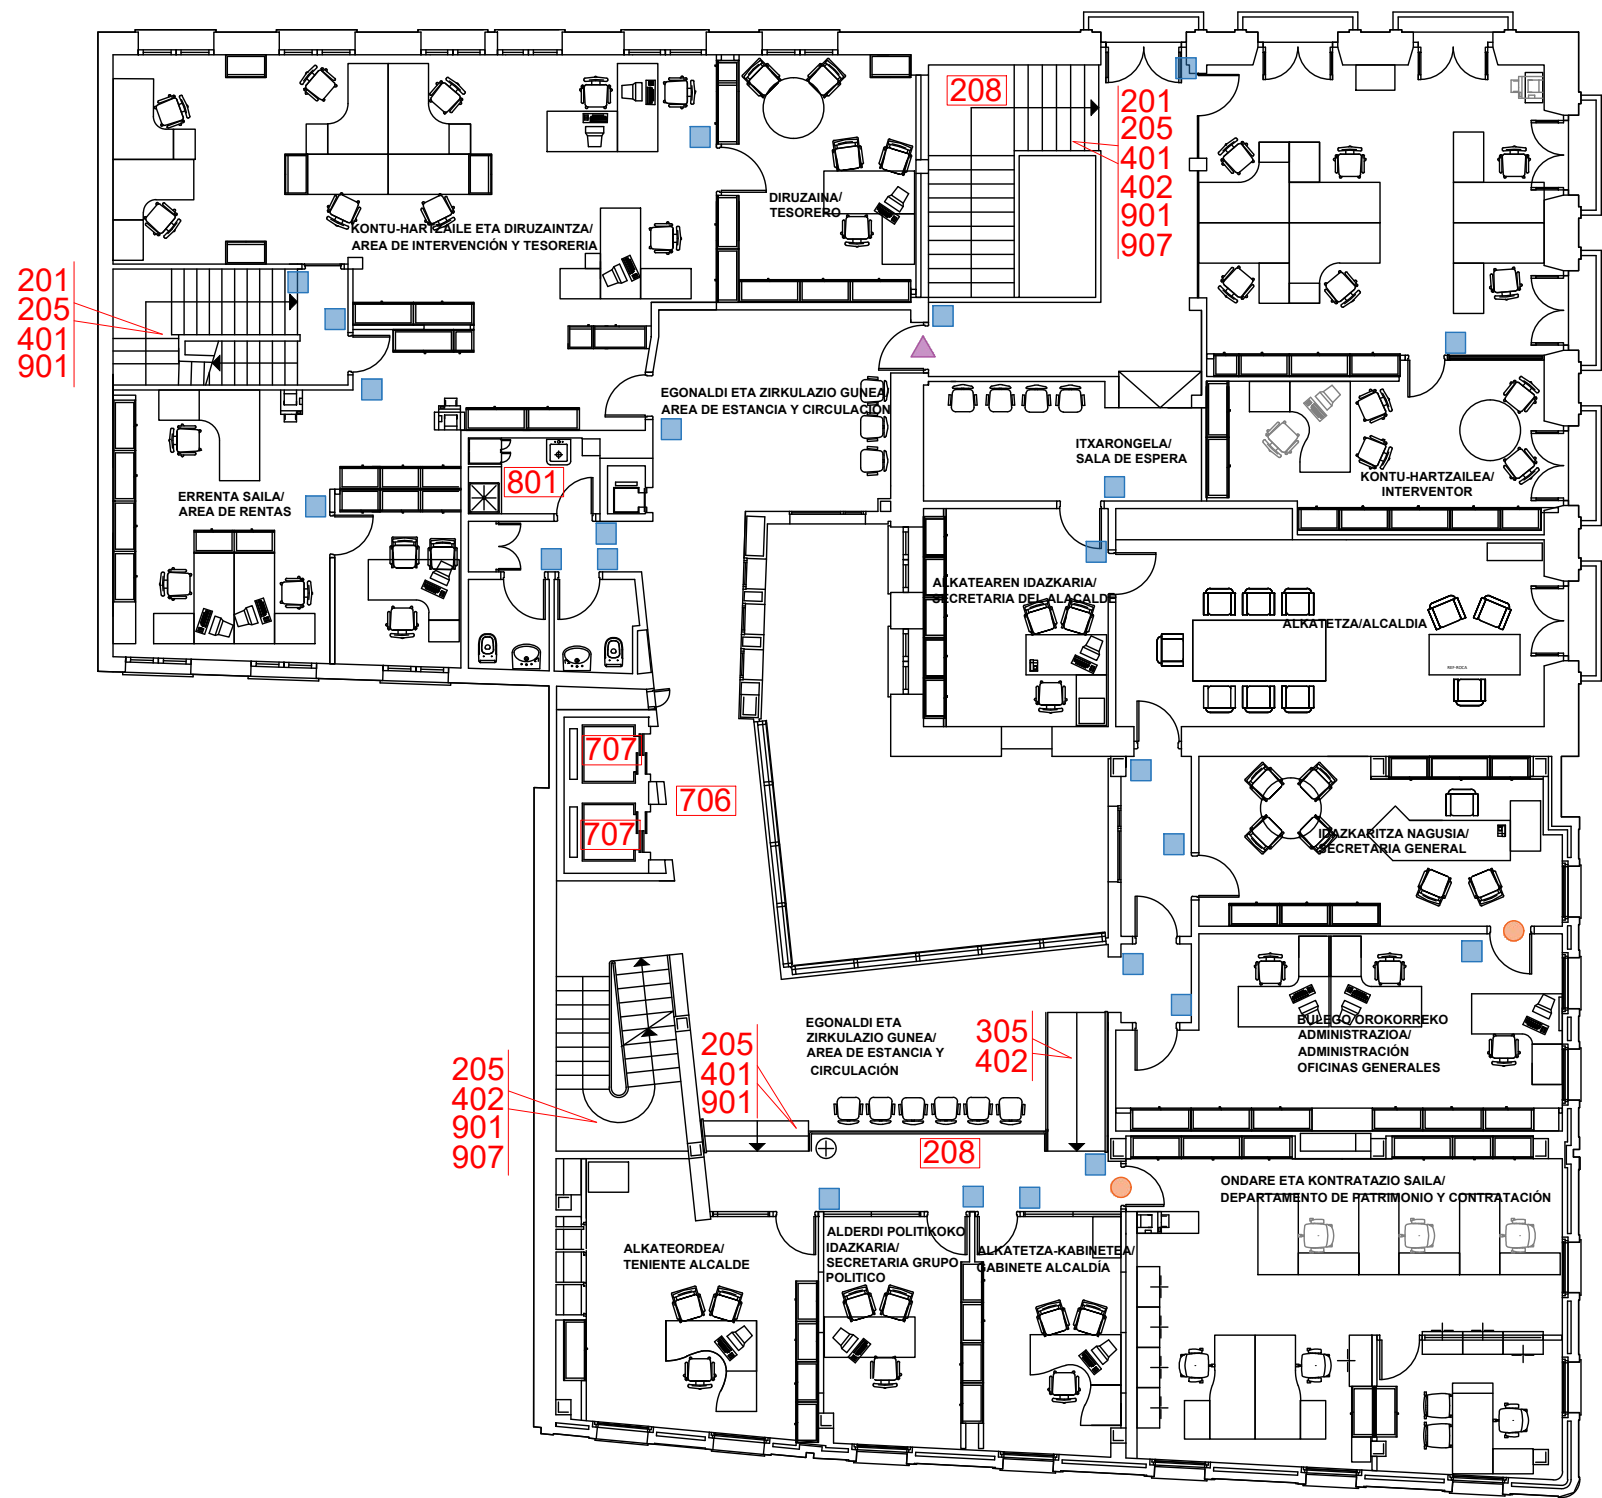 208
201
205
401
402
901
907
DIRUZAINA/
TESORERO
KONTU-HARTZAILE ETA DIRUZAINTZA/
AREA DE INTERVENCIÓN Y TESORERIA
201
205
401
901
EGONALDI ETA ZIRKULAZIO GUNEA/
AREA DE ESTANCIA Y CIRCULACIÓN
ITXARONGELA/
SALA DE ESPERA
KONTU-HARTZAILEA/
INTERVENTOR
801
ERRENTA SAILA/
AREA DE RENTAS
ALKATEAREN IDAZKARIA/
SECRETARIA DEL ALACALDE
ALKATETZA/ALCALDIA
REF-ROCA
707
706
707
IDAZKARITZA NAGUSIA/
SECRETARIA GENERAL
EGONALDI ETA
ZIRKULAZIO GUNEA/
AREA DE ESTANCIA Y
CIRCULACIÓN
305
402
BULEGO OROKORREKO
ADMINISTRAZIOA/
ADMINISTRACIÓN
OFICINAS GENERALES
205
401
901
205
402
901
907
208
ONDARE ETA KONTRATAZIO SAILA/
DEPARTAMENTO DE PATRIMONIO Y CONTRATACIÓN
ALKATEORDEA/
TENIENTE ALCALDE
ALDERDI POLITIKOKO
IDAZKARIA/
SECRETARIA GRUPO
POLITICO
ALKATETZA-KABINETEA/
GABINETE ALCALDÍA